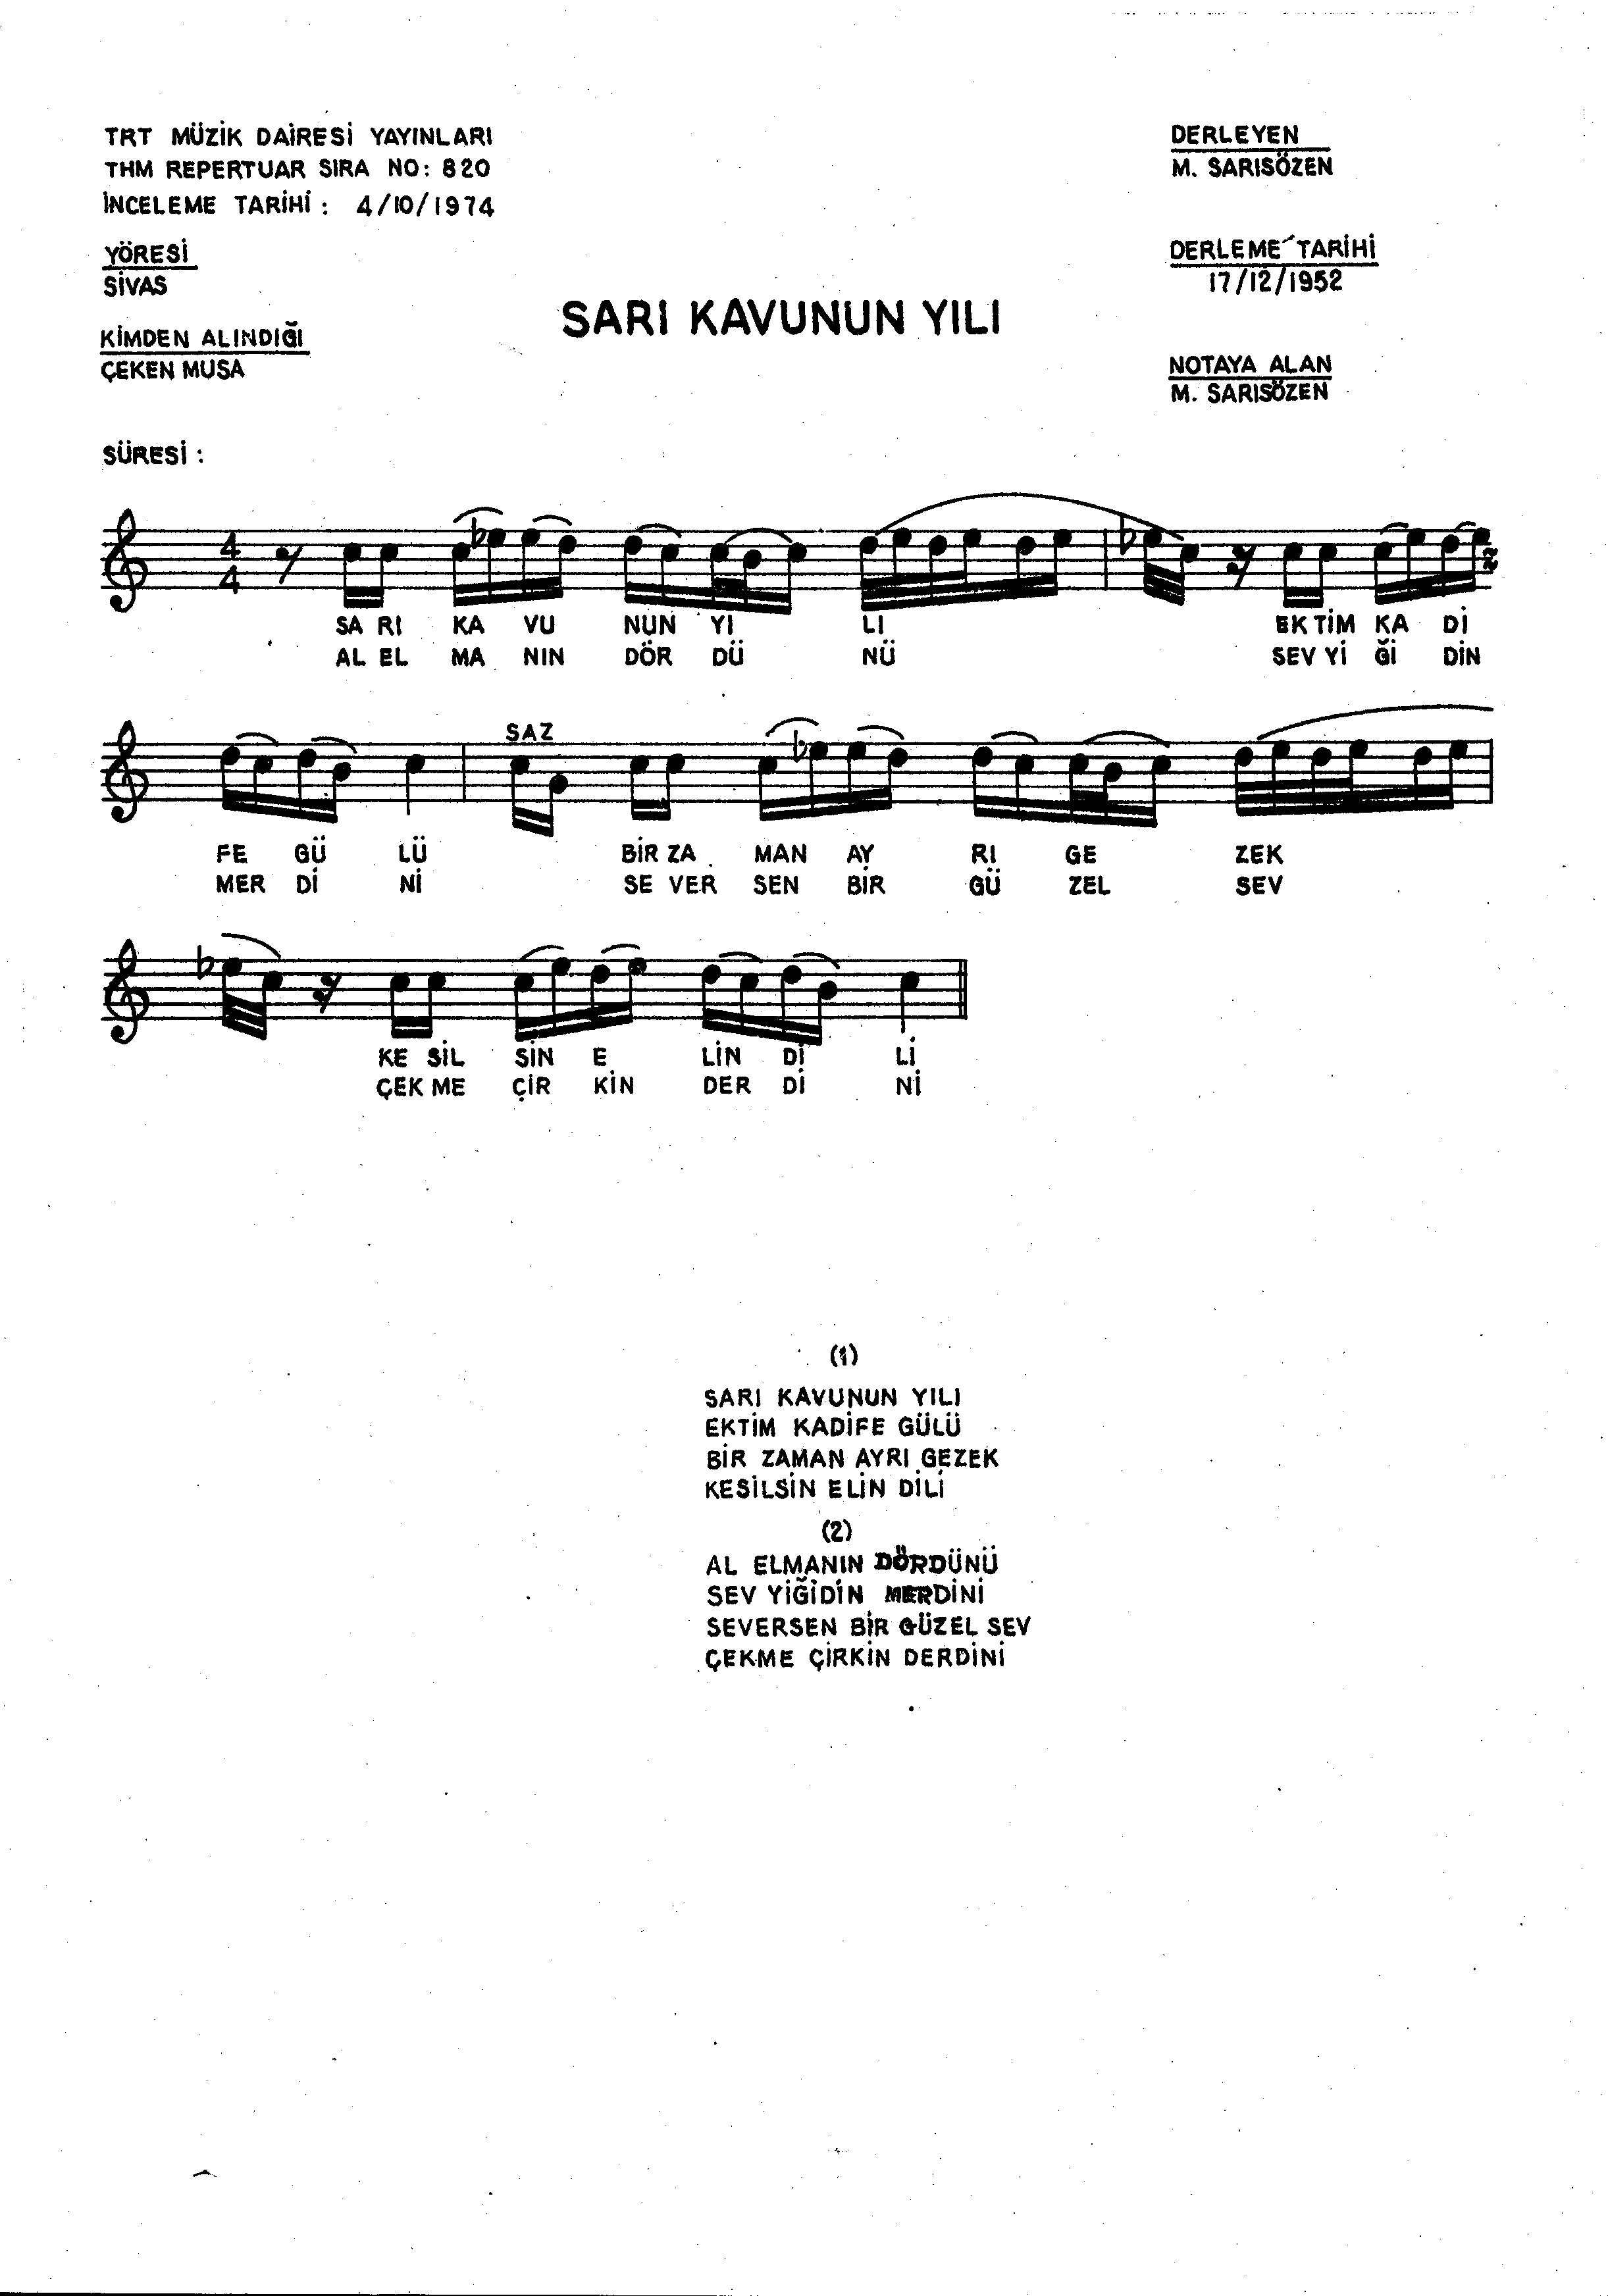 TRT MÜZİK DAİRESİ YAYINLARI
THM REPERTUAR SIRA NO: 820
İNCELEME TARİHİ : 4/10/1974
YÖRESİ
SİVAS
KİMDEN ALINDIĞI
ÇEKEN MUSA
SÜRESİ :
SARI KAVUNUN YILI
DERLEYEN
M. SARISÖZEN
DERLEME TARİHİ
17/12/1952
NOTAYA ALAN
M. SARISÖZEN
4
4
SA RI KA VU NUN YI LI EK TİM KA Dİ
AL EL MA NIN DÖR DÜ NÜ SEV Yİ Ğİ DİN
SAZ
FE GÜ LÜ BİR ZA MAN AY RI GE ZEK
MER Dİ Nİ SE VER SEN BİR GÜ ZEL SEV
KE SİL SİN E LİN Dİ Lİ
ÇEK ME ÇİR KİN DER Dİ Nİ
(1)
SARI KAVUNUN YILI
EKTİM KADİFE GÜLÜ
BİR ZAMAN AYRI GEZEK
KESİLSİN ELİN DİLİ
(2)
AL ELMANIN DÖRDÜNÜ
SEV YİĞİDİN MERDİNİ
SEVERSEN BİR GÜZEL SEV
ÇEKME ÇİRKİN DERDİNİ